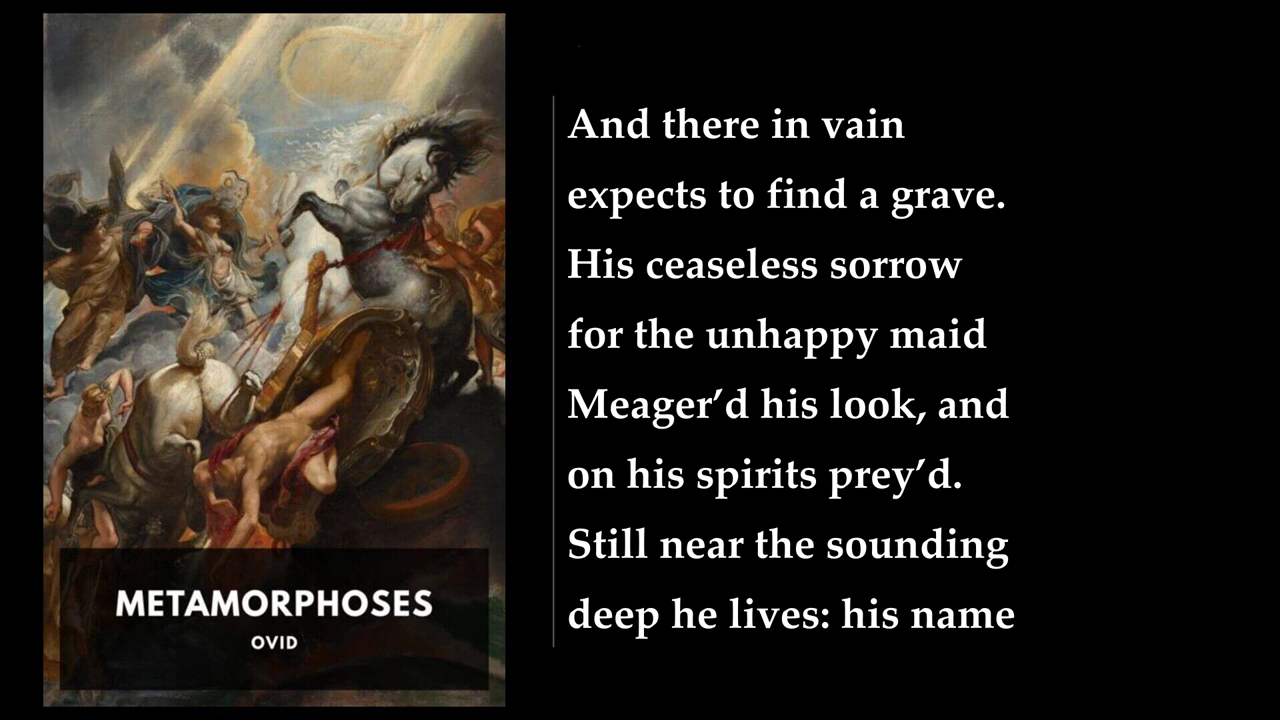 METAMORPHOSES
OVID
And there in vain
expects to find a grave.
His ceaseless sorrow
for the unhappy maid
Meager’d his look, and
on his spirits prey’d.
Still near the sounding
deep he lives: his name